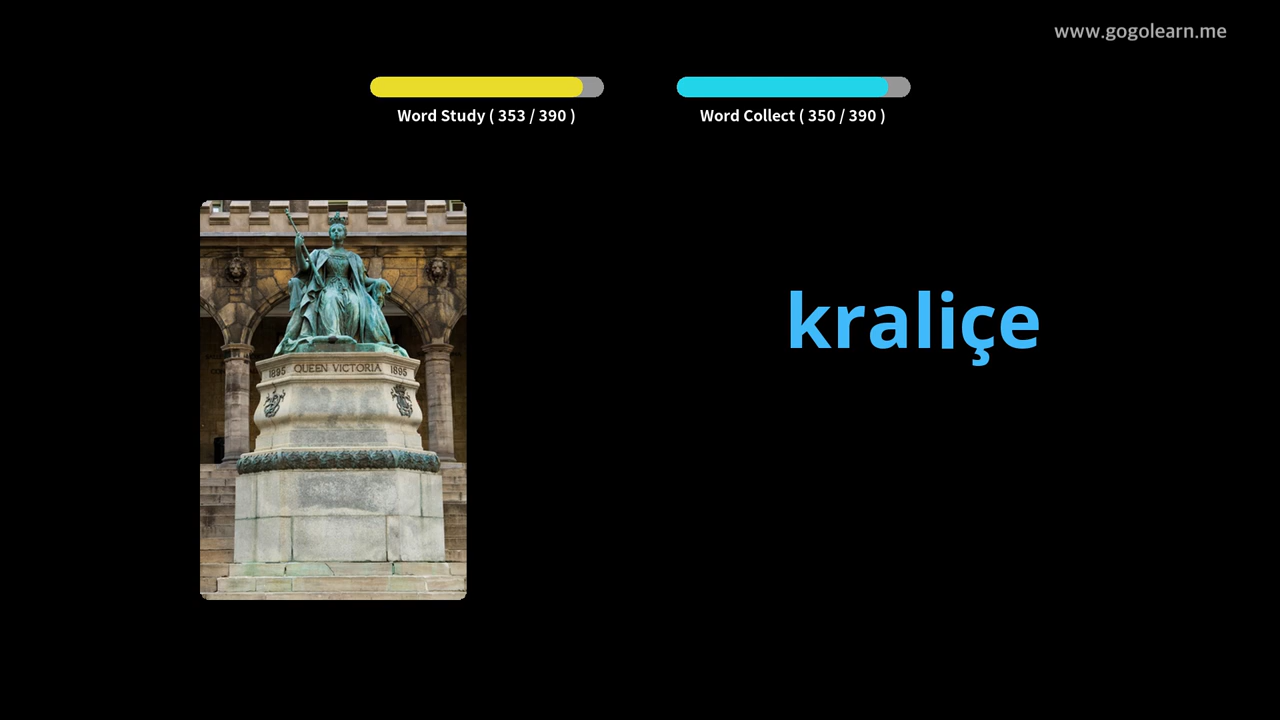 www.gogolearn.me
Word Study ( 353 / 390 )
Word Collect ( 350 / 390 )
1895 QUEEN VICTORIA 1895
kraliçe